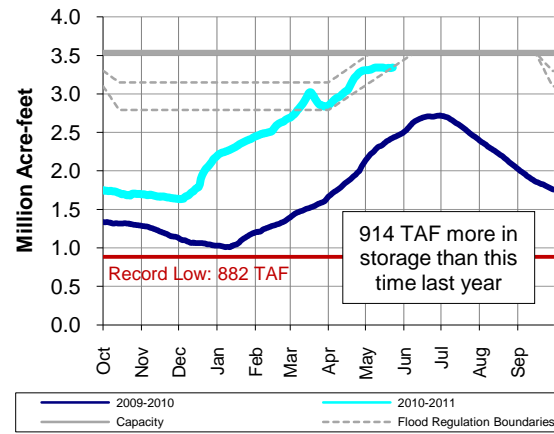 Million Acre-feet
4.0
3.5
3.0
2.5
2.0
1.5
1.0
0.5
0.0
Record Low: 882 TAF
914 TAF more in
storage than this
time last year
Oct
Nov
Dec
Jan
Feb
Mar
Apr
May
Jun
Jul
Aug
Sep
2009-2010
2010-2011
Capacity
Flood Regulation Boundaries